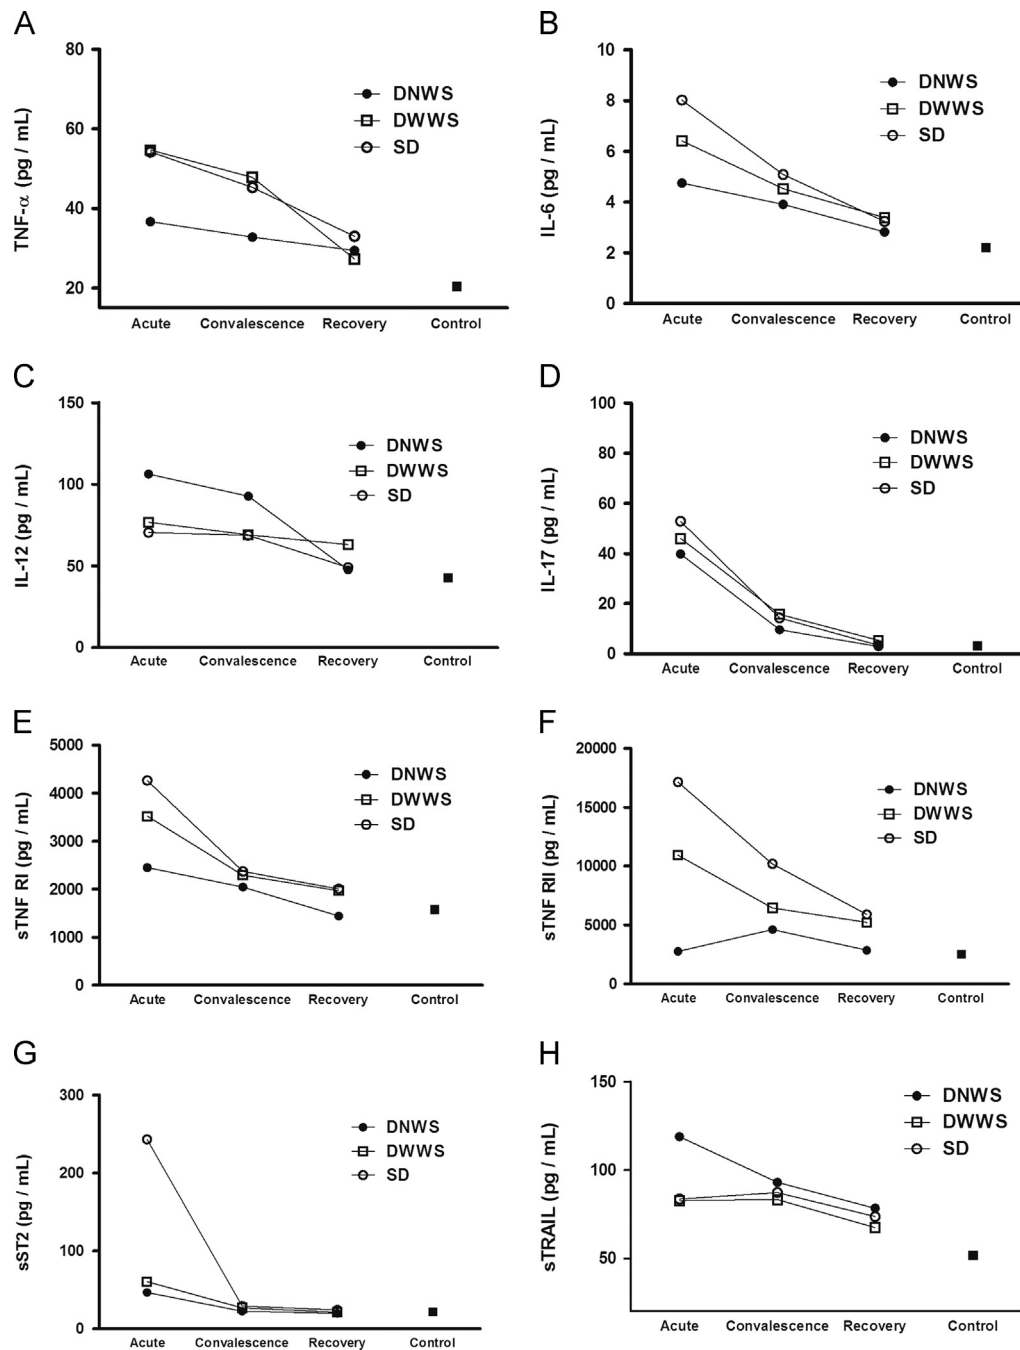 A
TNF-α (pg / mL)
80
60
40
20
DNWS
DWWS
SD
Acute Convalescence Recovery Control
B
IL-6 (pg / mL)
10
8
6
4
2
0
DNWS
DWWS
SD
Acute Convalescence Recovery Control
C
IL-12 (pg / mL)
150
100
50
0
DNWS
DWWS
SD
Acute Convalescence Recovery Control
D
IL-17 (pg / mL)
100
80
60
40
20
0
DNWS
DWWS
SD
Acute Convalescence Recovery Control
E
sTNF RI (pg / mL)
5000
4000
3000
2000
1000
0
DNWS
DWWS
SD
Acute Convalescence Recovery Control
F
sTNF RII (pg / mL)
20000
15000
10000
5000
0
DNWS
DWWS
SD
Acute Convalescence Recovery Control
G
sST2 (pg / mL)
300
200
100
0
DNWS
DWWS
SD
Acute Convalescence Recovery Control
H
sTRAIL (pg / mL)
150
100
50
DNWS
DWWS
SD
Acute Convalescence Recovery Control